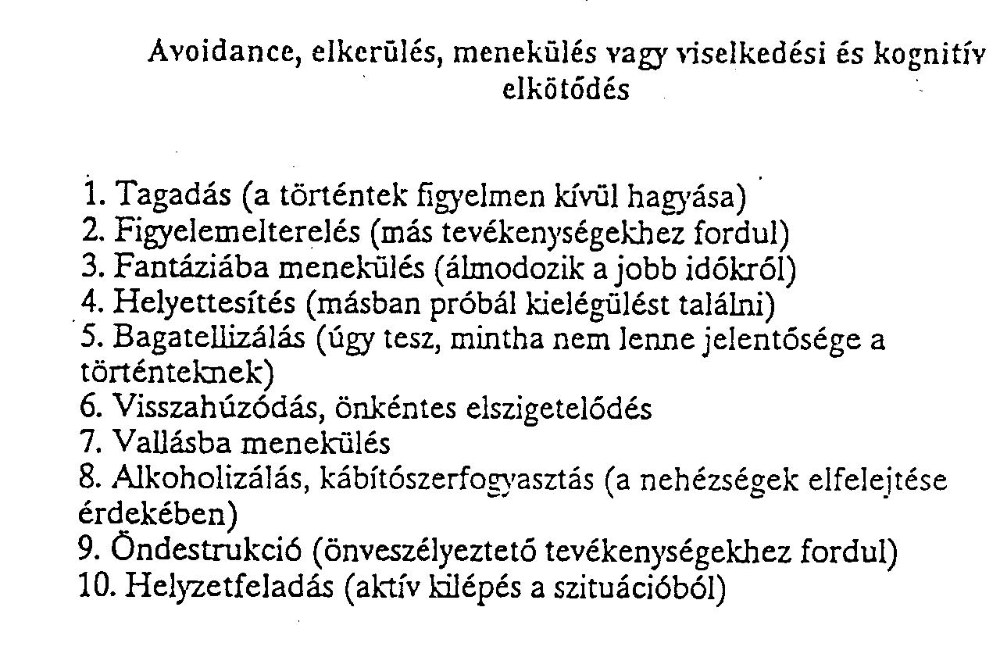 Avoidance, elkerülés, menekülés vagy viselkedési és kognitív
elkötődés
1. Tagadás (a történtek figyelmen kívül hagyása)
2. Figyelemelterelés (más tevékenységekhez fordul)
3. Fantáziába menekülés (álmodozik a jobb időkről)
4. Helyettesítés (másban próbál kielégülést találni)
5. Bagatellizálás (úgy tesz, mintha nem lenne jelentősége a
történteknek)
6. Visszahúzódás, önkéntes elszigetelődés
7. Vallásba menekülés
8. Alkoholizálás, kábítószerfogyasztás (a nehézségek elfelejtése
érdekében)
9. Öndestrukció (önveszélyeztető tevékenységekhez fordul)
10. Helyzetfeladás (aktív kilépés a szituációból)